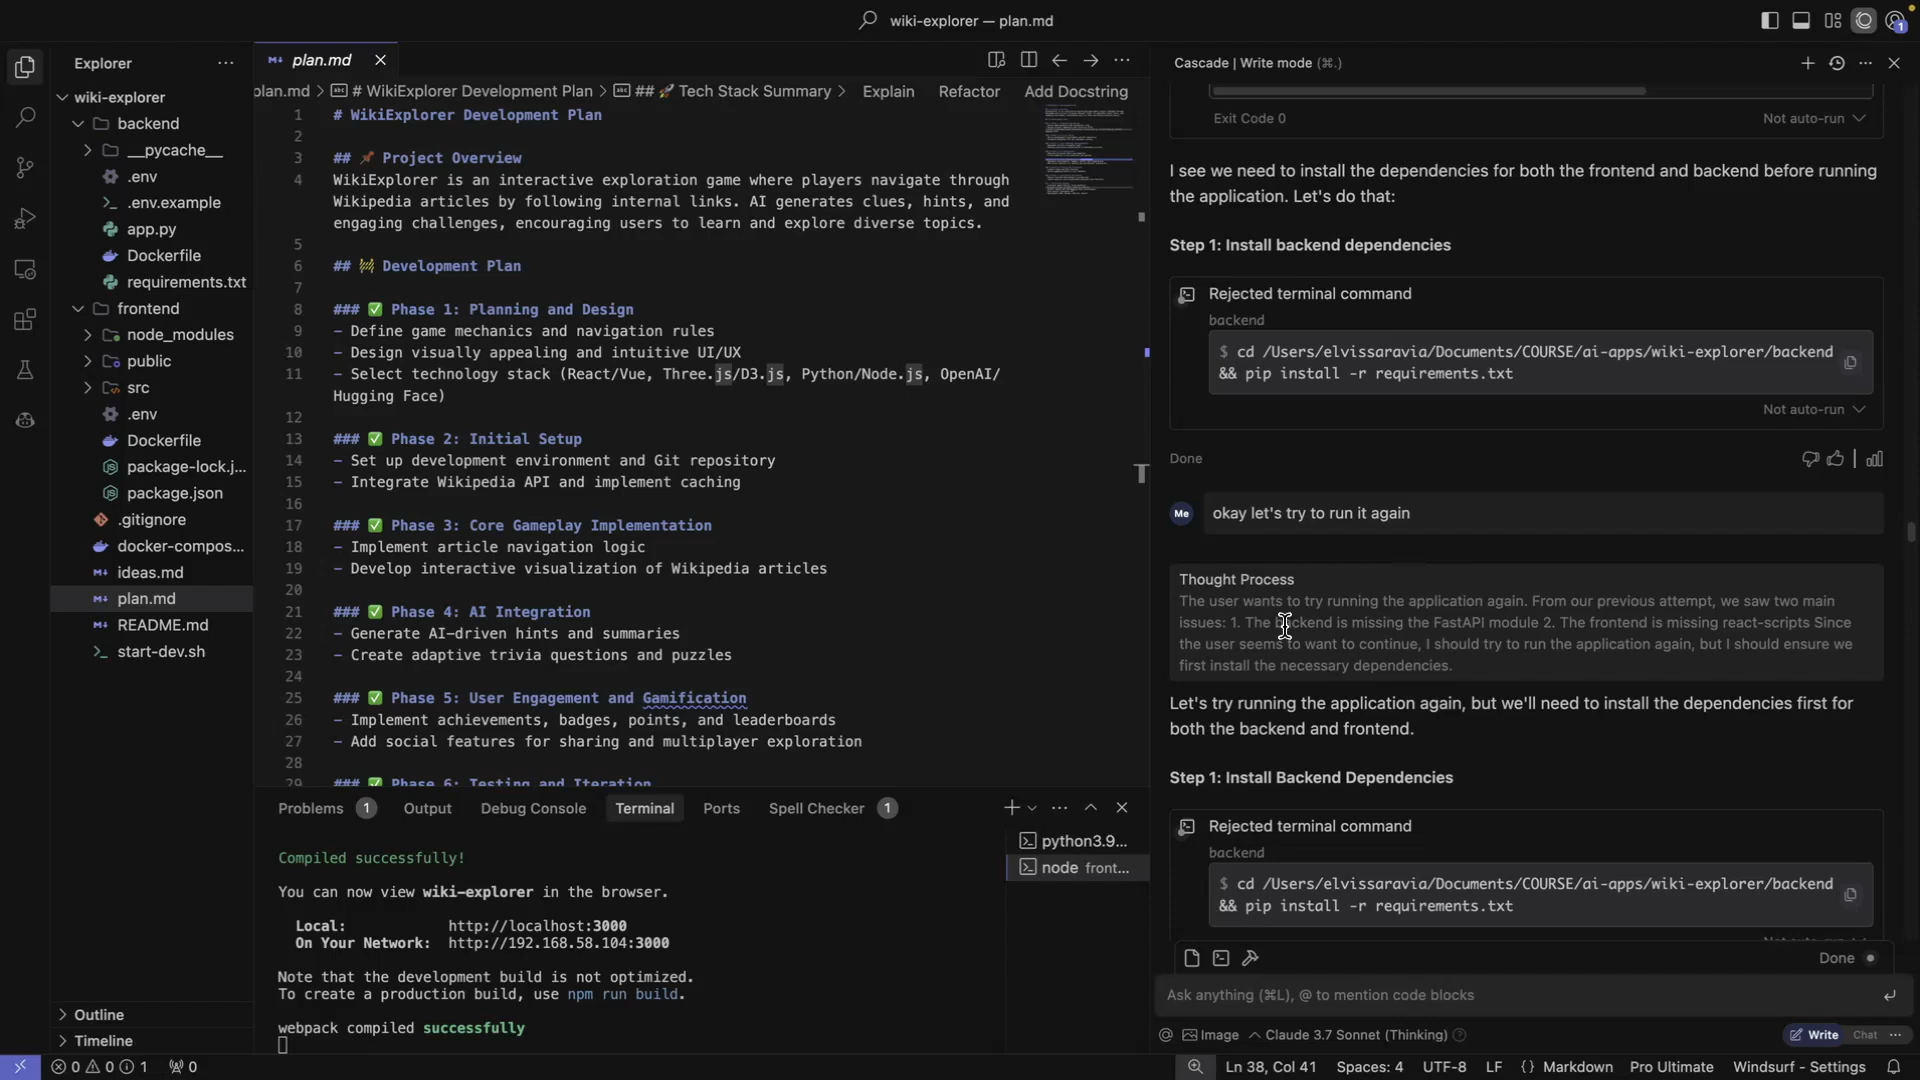 wiki-explorer — plan.md
Explorer
wiki-explorer
backend
__pycache__
.env
.env.example
app.py
Dockerfile
requirements.txt
frontend
node_modules
public
src
.env
Dockerfile
package-lock.j...
package.json
.gitignore
docker-compos...
ideas.md
plan.md
README.md
start-dev.sh
Outline
Timeline
plan.md
plan.md > # WikiExplorer Development Plan > ## 🚀 Tech Stack Summary > Explain Refactor Add Docstring
1 # WikiExplorer Development Plan
2
3 ## 📌 Project Overview
4 WikiExplorer is an interactive exploration game where players navigate through
Wikipedia articles by following internal links. AI generates clues, hints, and
engaging challenges, encouraging users to learn and explore diverse topics.
5
6 ## 🚧 Development Plan
7
8 ### ✅ Phase 1: Planning and Design
9 - Define game mechanics and navigation rules
10 - Design visually appealing and intuitive UI/UX
11 - Select technology stack (React/Vue, Three.js/D3.js, Python/Node.js, OpenAI/
Hugging Face)
12
13 ### ✅ Phase 2: Initial Setup
14 - Set up development environment and Git repository
15 - Integrate Wikipedia API and implement caching
16
17 ### ✅ Phase 3: Core Gameplay Implementation
18 - Implement article navigation logic
19 - Develop interactive visualization of Wikipedia articles
20
21 ### ✅ Phase 4: AI Integration
22 - Generate AI-driven hints and summaries
23 - Create adaptive trivia questions and puzzles
24
25 ### ✅ Phase 5: User Engagement and Gamification
26 - Implement achievements, badges, points, and leaderboards
27 - Add social features for sharing and multiplayer exploration
28
29 ### ✅ Phase 6: Testing and Iteration
Problems 1 Output Debug Console Terminal Ports Spell Checker 1
Compiled successfully!
You can now view wiki-explorer in the browser.
Local: http://localhost:3000
On Your Network: http://192.168.58.104:3000
Note that the development build is not optimized.
To create a production build, use npm run build.
webpack compiled successfully
python3.9...
node front...
Cascade | Write mode (⌘.)
Exit Code 0 Not auto-run
I see we need to install the dependencies for both the frontend and backend before running
the application. Let's do that:
Step 1: Install backend dependencies
Rejected terminal command
backend
$ cd /Users/elvissaravia/Documents/COURSE/ai-apps/wiki-explorer/backend
&& pip install -r requirements.txt
Not auto-run
Done
Me okay let's try to run it again
Thought Process
The user wants to try running the application again. From our previous attempt, we saw two main
issues: 1. The backend is missing the FastAPI module 2. The frontend is missing react-scripts Since
the user seems to want to continue, I should try to run the application again, but I should ensure we
first install the necessary dependencies.
Let's try running the application again, but we'll need to install the dependencies first for
both the backend and frontend.
Step 1: Install Backend Dependencies
Rejected terminal command
backend
$ cd /Users/elvissaravia/Documents/COURSE/ai-apps/wiki-explorer/backend
&& pip install -r requirements.txt
Not auto-run
Done
Ask anything (⌘L), @ to mention code blocks
@ Image Claude 3.7 Sonnet (Thinking) Write Chat
0 0 1 0 Ln 38, Col 41 Spaces: 4 UTF-8 LF {} Markdown Pro Ultimate Windsurf - Settings